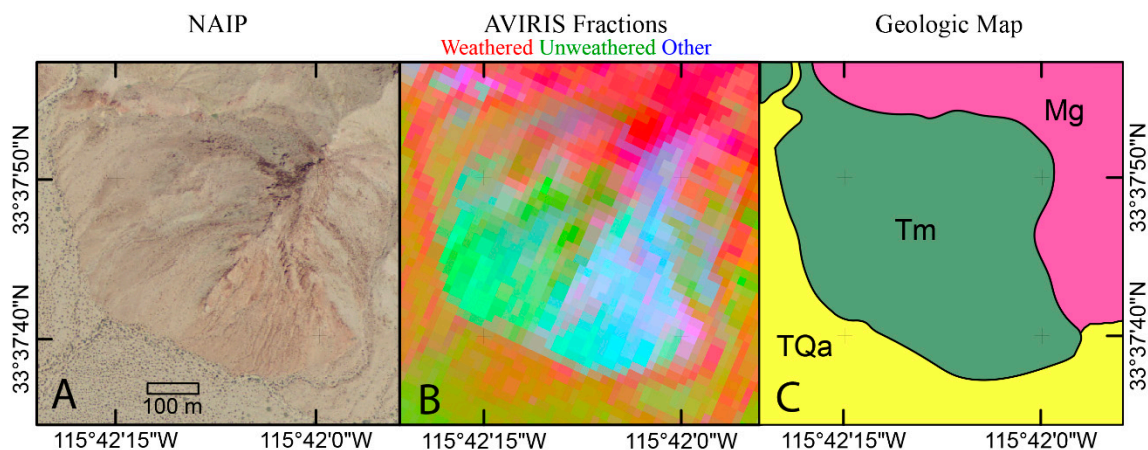 NAIP
AVIRIS Fractions
Geologic Map
Weathered Unweathered Other
33°37'50"N
33°37'40"N
A
100 m
115°42'15"W
115°42'0"W
B
115°42'15"W
115°42'0"W
Mg
Tm
TQa
C
115°42'15"W
115°42'0"W
33°37'50"N
33°37'40"N